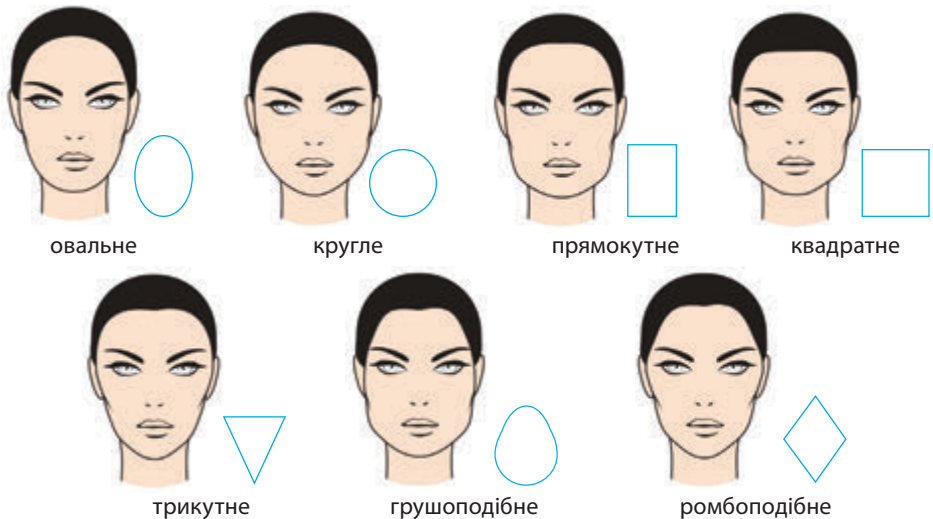 овальне
кругле
прямокутне
квадратне
трикутне
грушоподібне
ромбоподібне